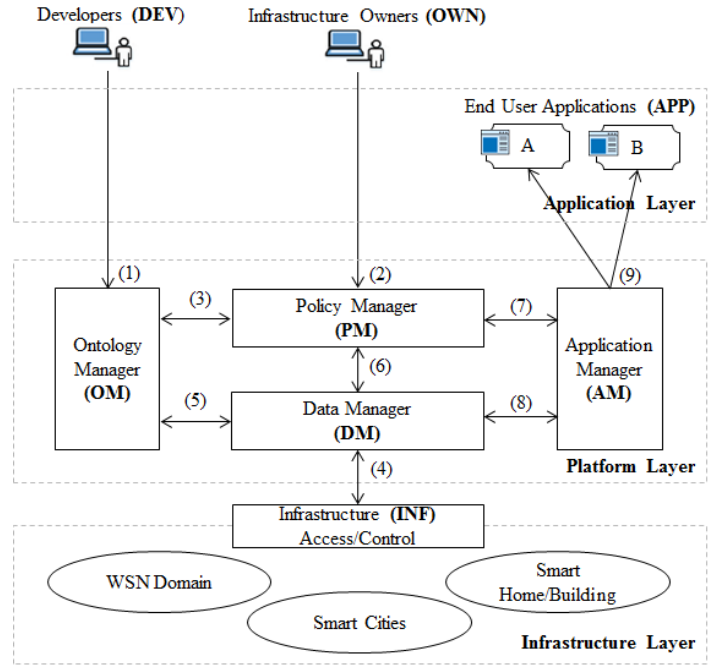 Developers (DEV)
Infrastructure Owners (OWN)
End User Applications (APP)
A
B
Application Layer
(1)
(2)
(9)
(3)
Policy Manager
(PM)
(7)
Ontology
Manager
(OM)
Application
Manager
(AM)
(6)
(5)
Data Manager
(DM)
(8)
(4)
Platform Layer
Infrastructure (INF)
Access/Control
WSN Domain
Smart
Home/Building
Smart Cities
Infrastructure Layer